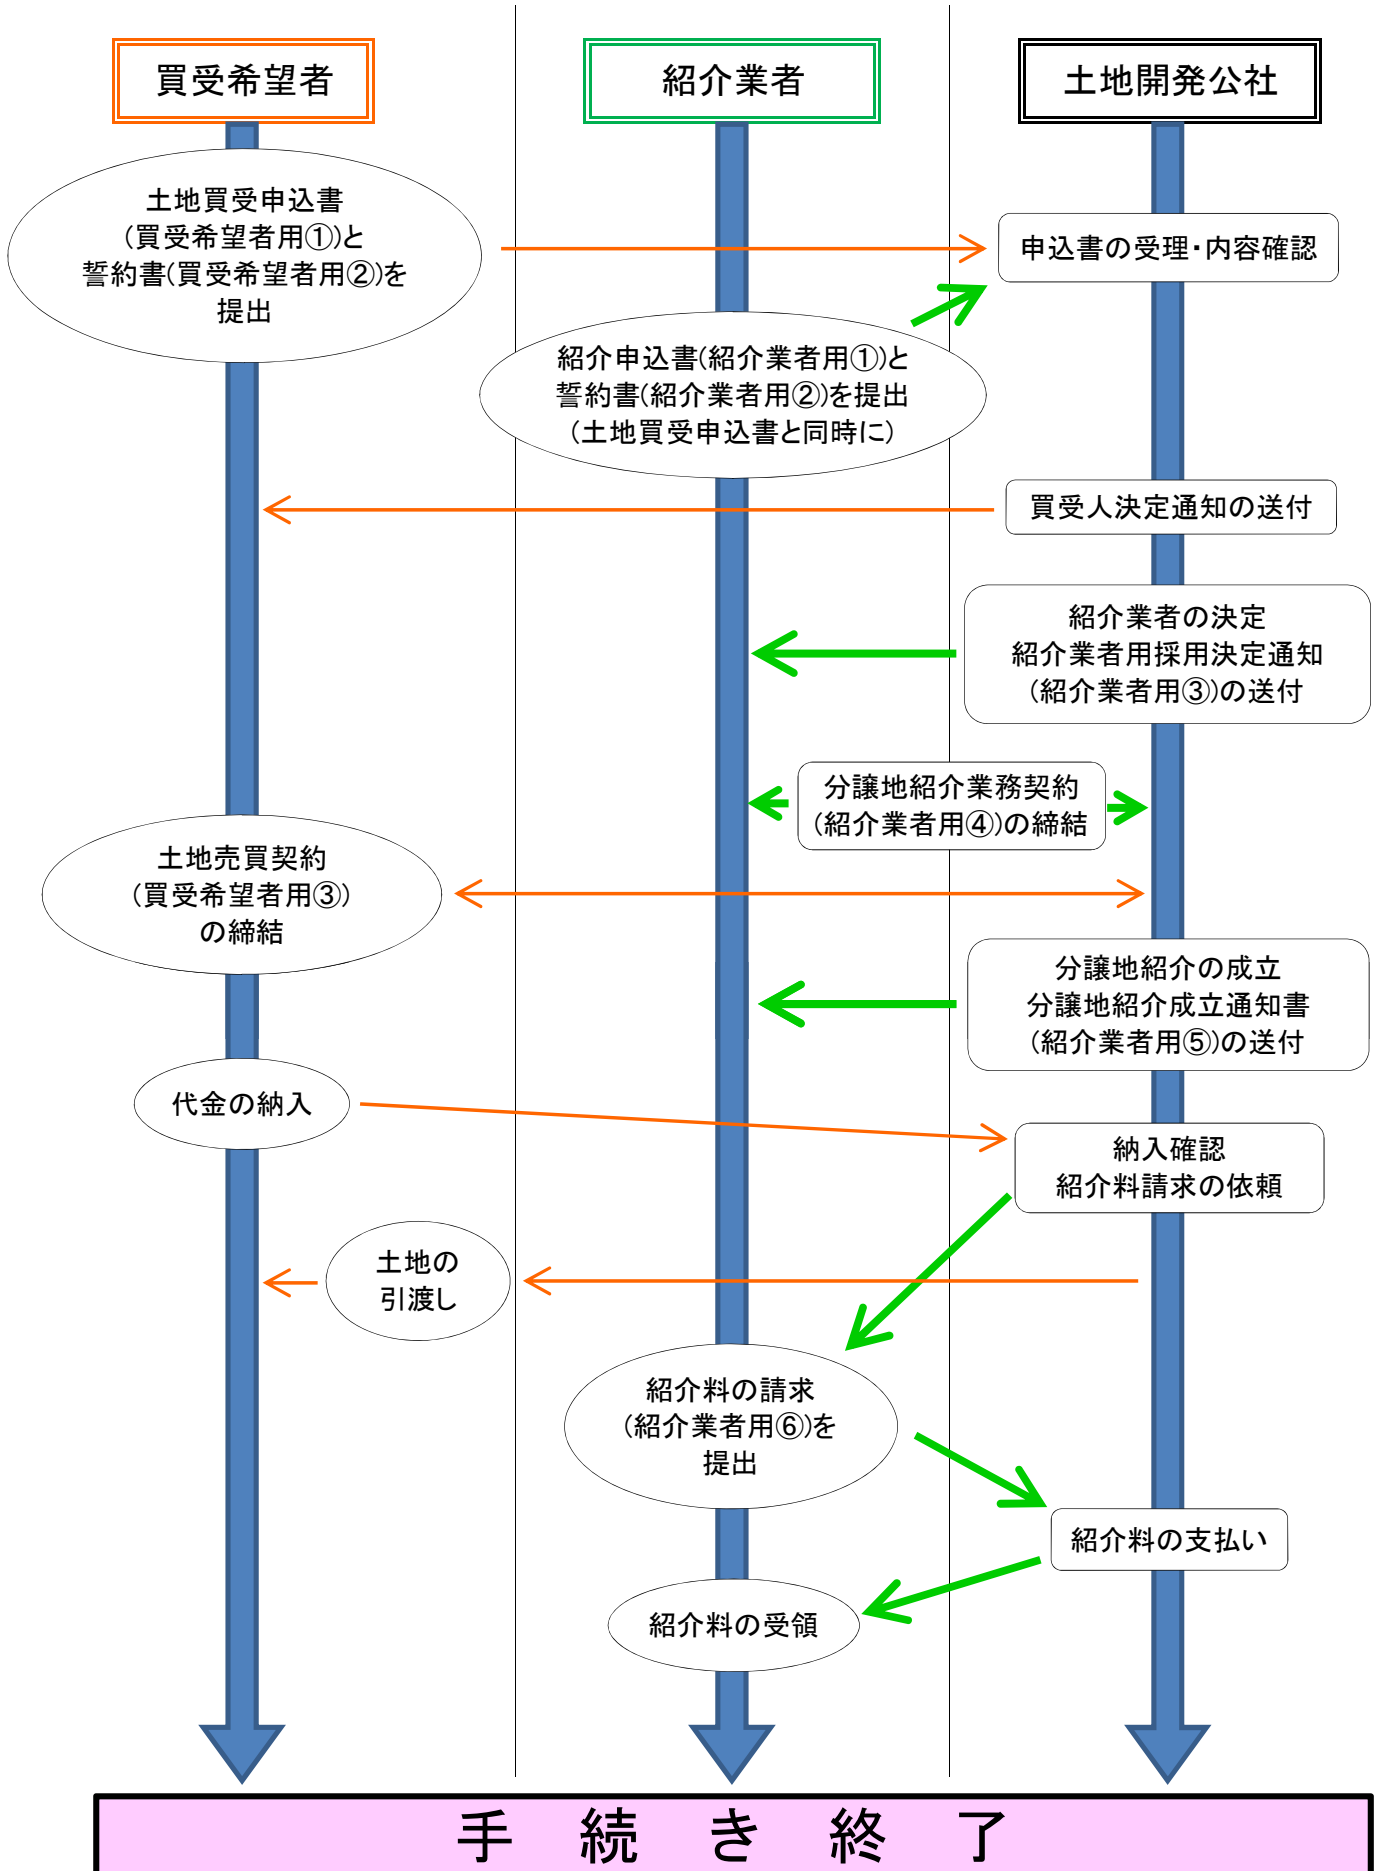 買受希望者
紹介業者
土地開発公社
土地買受申込書
(買受希望者用①)と
誓約書(買受希望者用②)を
提出
申込書の受理・内容確認
紹介申込書(紹介業者用①)と
誓約書(紹介業者用②)を提出
(土地買受申込書と同時に)
買受人決定通知の送付
紹介業者の決定
紹介業者用採用決定通知
(紹介業者用③)の送付
分譲地紹介業務契約
(紹介業者用④)の締結
土地売買契約
(買受希望者用③)
の締結
分譲地紹介の成立
分譲地紹介成立通知書
(紹介業者用⑤)の送付
代金の納入
納入確認
紹介料請求の依頼
土地の
引渡し
紹介料の請求
(紹介業者用⑥)を
提出
紹介料の支払い
紹介料の受領
手続き終了